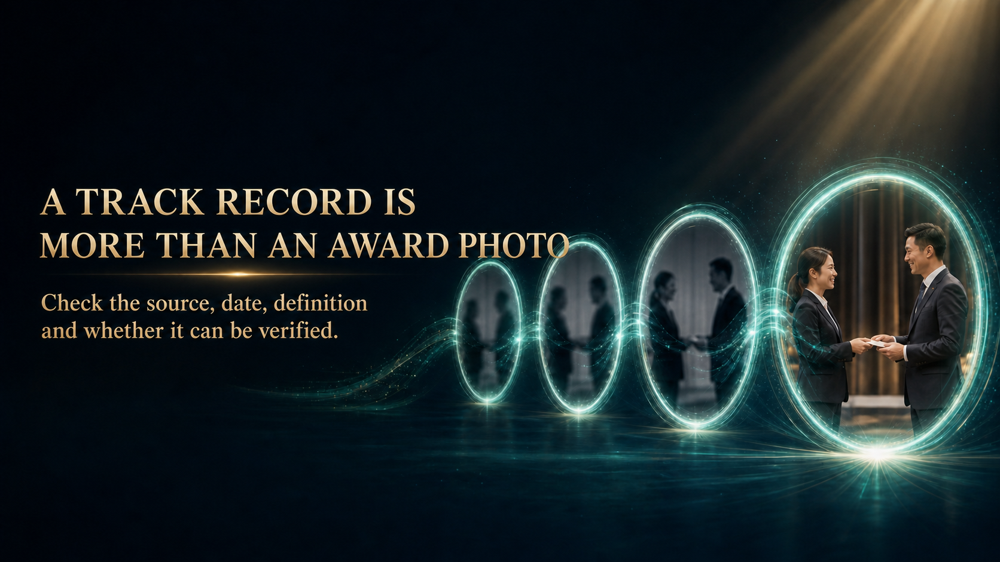 A TRACK RECORD IS
MORE THAN AN AWARD PHOTO
Check the source, date, definition
and whether it can be verified.